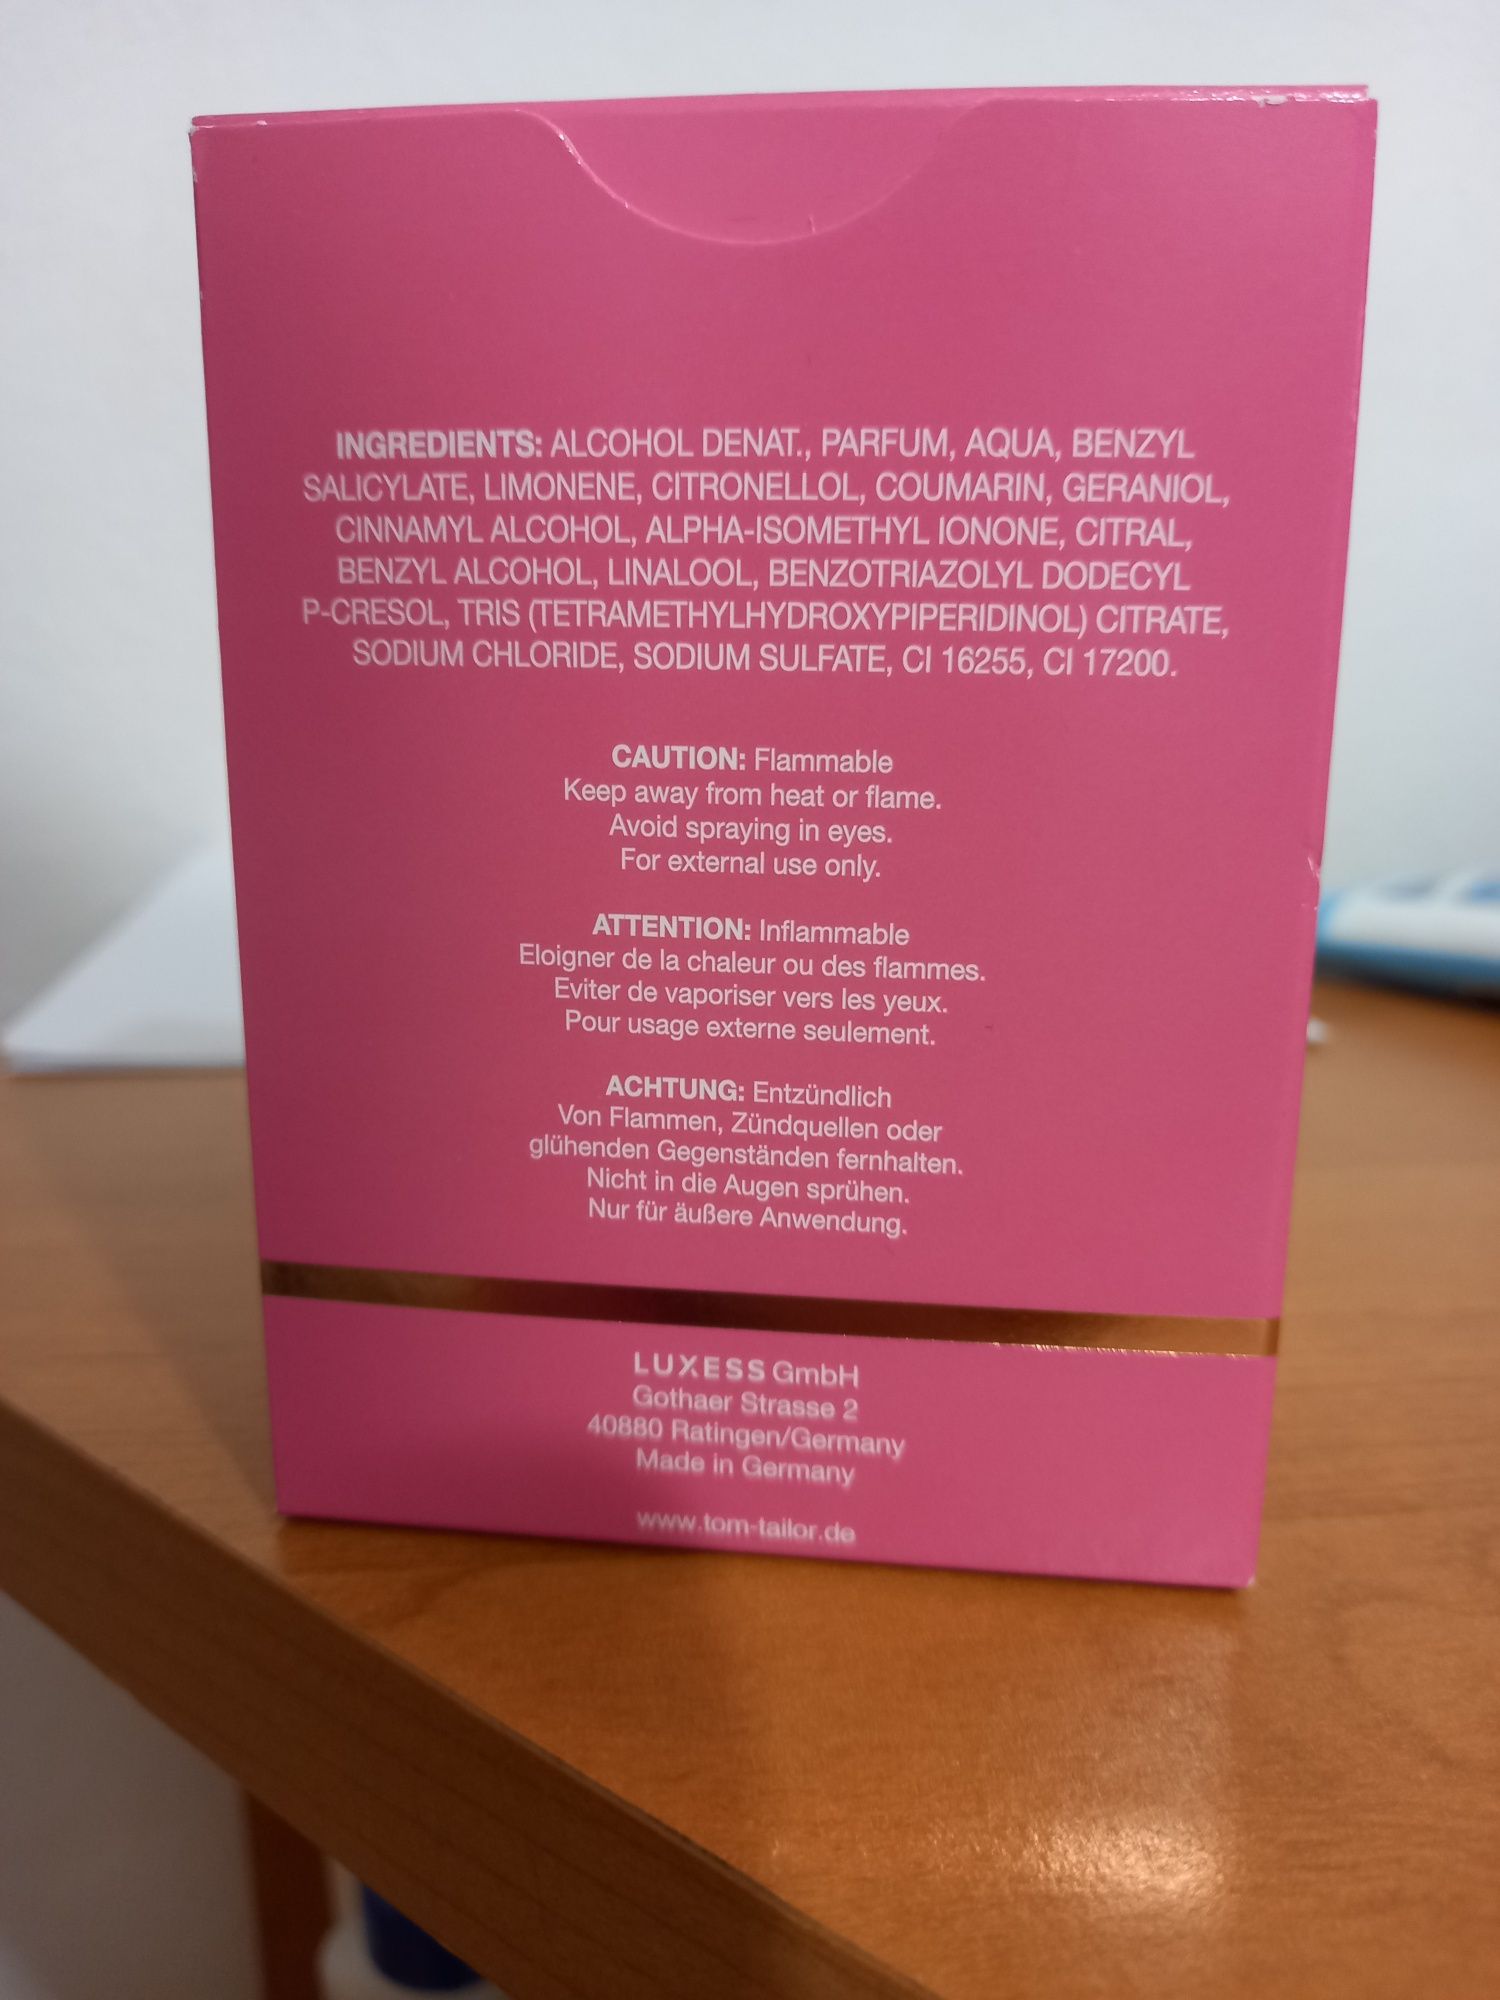 INGREDIENTS: ALCOHOL DENAT., PARFUM, AQUA, BENZYL
SALICYLATE, LIMONENE, CITRONELLOL, COUMARIN, GERANIOL,
CINNAMYL ALCOHOL, ALPHA-ISOMETHYL IONONE, CITRAL,
BENZYL ALCOHOL, LINALOOL, BENZOTRIAZOLYL DODECYL
P-CRESOL, TRIS (TETRAMETHYLHYDROXYPIPERIDINOL) CITRATE,
SODIUM CHLORIDE, SODIUM SULFATE, CI 16255, CI 17200.
CAUTION: Flammable
Keep away from heat or flame.
Avoid spraying in eyes.
For external use only.
ATTENTION: Inflammable
Eloigner de la chaleur ou des flammes.
Eviter de vaporiser vers les yeux.
Pour usage externe seulement.
ACHTUNG: Entzündlich
Von Flammen, Zündquellen oder
glühenden Gegenständen fernhalten.
Nicht in die Augen sprühen.
Nur für äußere Anwendung.
LUXESS GmbH
Gothaer Strasse 2
40880 Ratingen/Germany
Made in Germany
www.tom-tailor.de